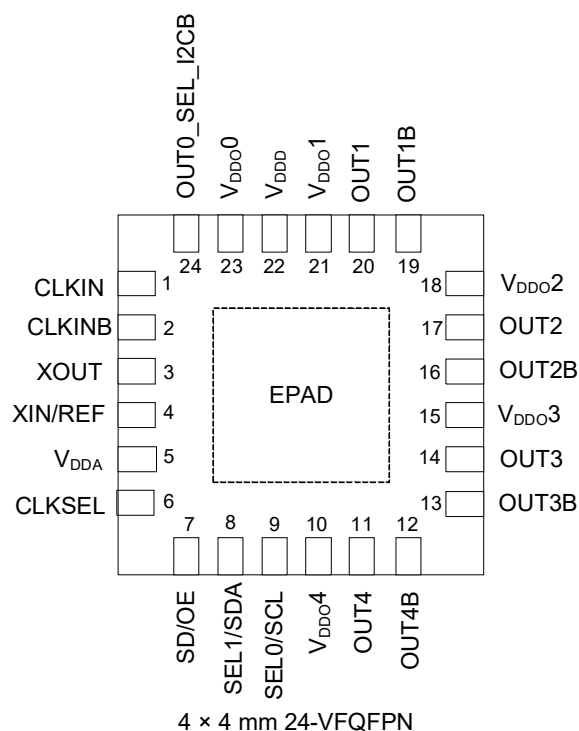 OUT0_SEL_I2CB
VDDO0
VDDD
VDDO1
OUT1
OUT1B
24 23 22 21 20 19
CLKIN 1
CLKINB 2
XOUT 3
XIN/REF 4
VDDA 5
CLKSEL 6
EPAD
18 VDDO2
17 OUT2
16 OUT2B
15 VDDO3
14 OUT3
13 OUT3B
7 8 9 10 11 12
SD/OE
SEL1/SDA
SEL0/SCL
VDDO4
OUT4
OUT4B
4 × 4 mm 24-VFQFPN